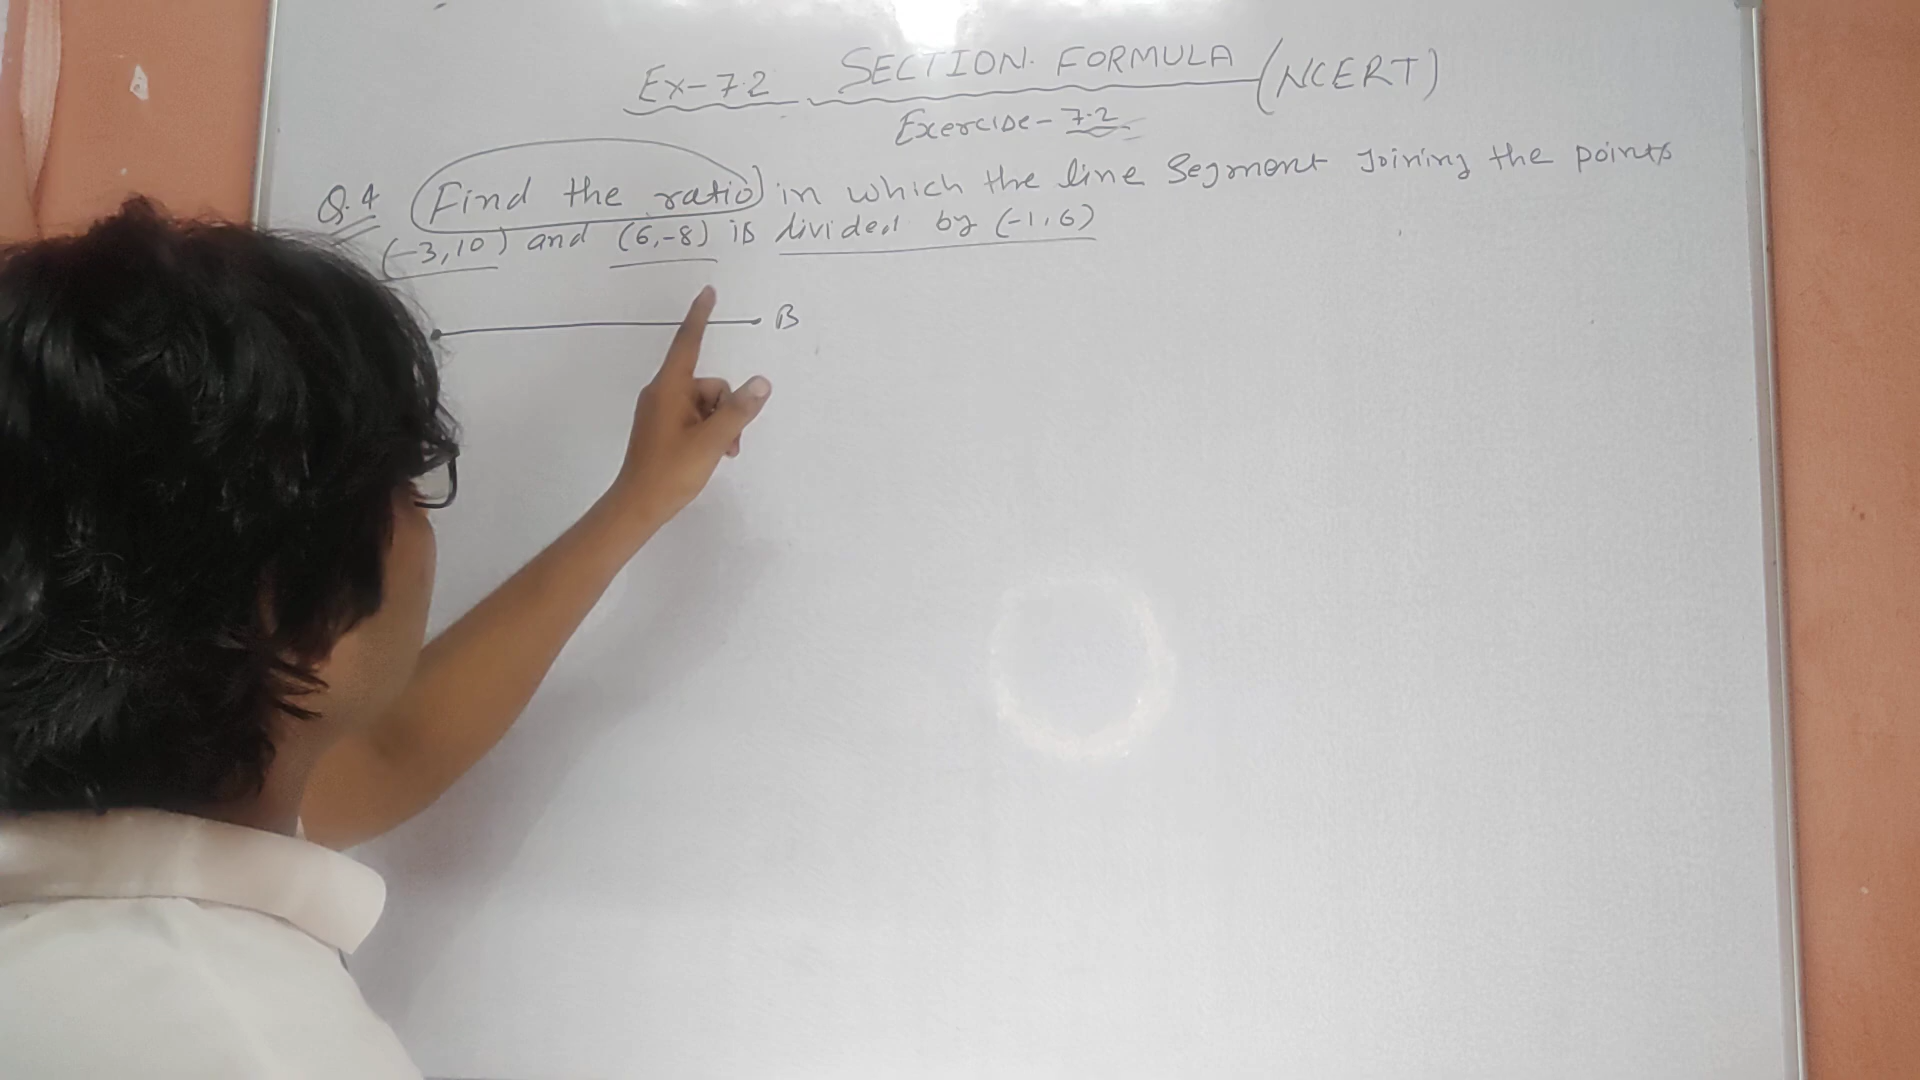 Ex-7.2 SECTION FORMULA (NCERT)
Exercise-7.2
Q.4 Find the ratio in which the line segment Joining the points
(-3,10) and (6,-8) is divided by (-1,6)
B